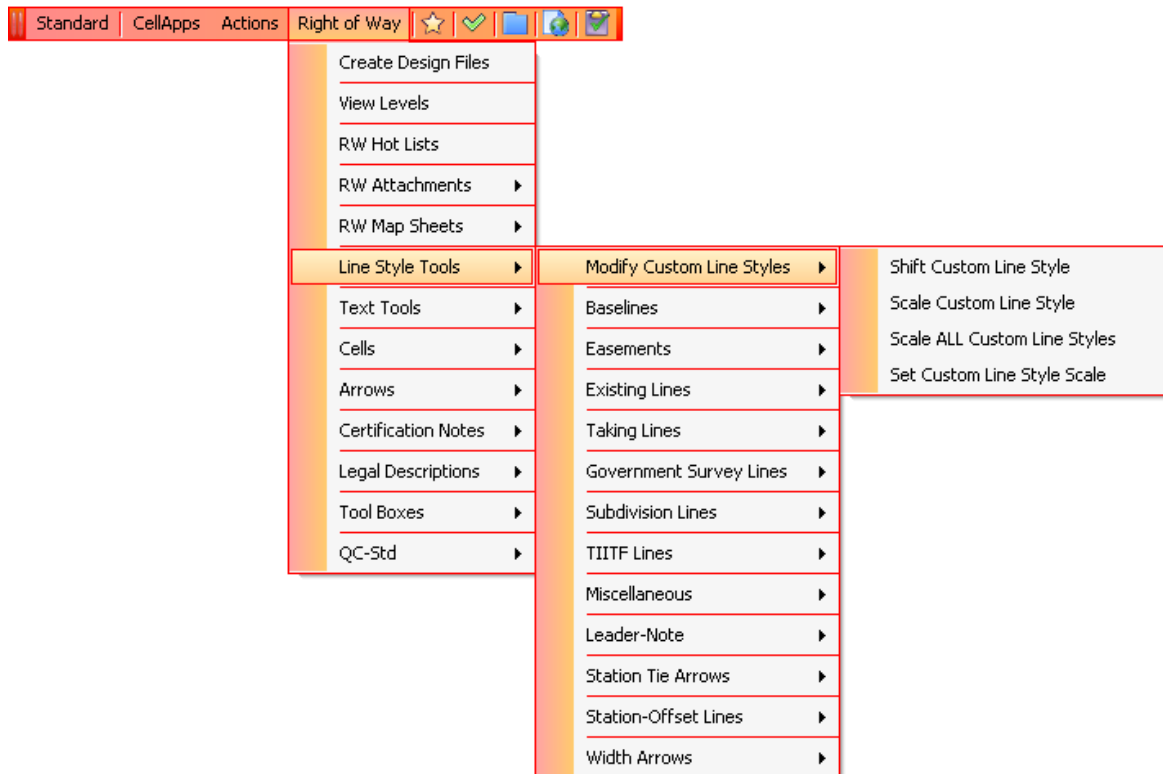 Standard CellApps Actions Right of Way
Create Design Files
View Levels
RW Hot Lists
RW Attachments
RW Map Sheets
Line Style Tools
Text Tools
Cells
Arrows
Certification Notes
Legal Descriptions
Tool Boxes
QC-Std
Modify Custom Line Styles
Baselines
Easements
Existing Lines
Taking Lines
Government Survey Lines
Subdivision Lines
TIITF Lines
Miscellaneous
Leader-Note
Station Tie Arrows
Station-Offset Lines
Width Arrows
Shift Custom Line Style
Scale Custom Line Style
Scale ALL Custom Line Styles
Set Custom Line Style Scale